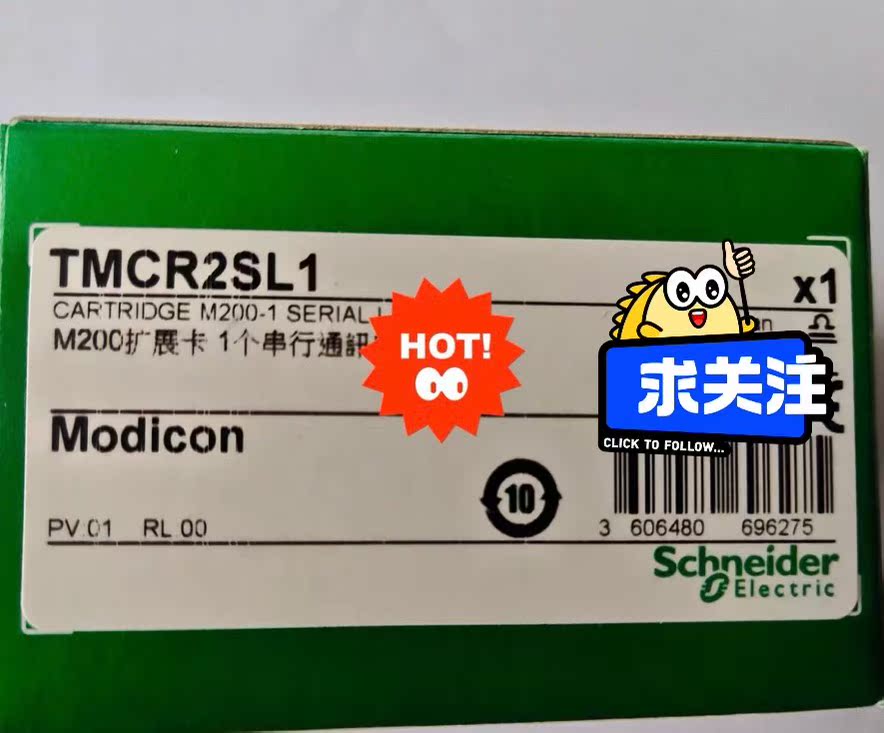 TMCR2SL1
x1
CARTRIDGE M200-1 SERIAL
M200扩展卡 1个串行通訊
HOT!
求关注
CLICK TO FOLLOW...
Modicon
10
PV.01 RL.00
3 606480 696275
Schneider
Electric